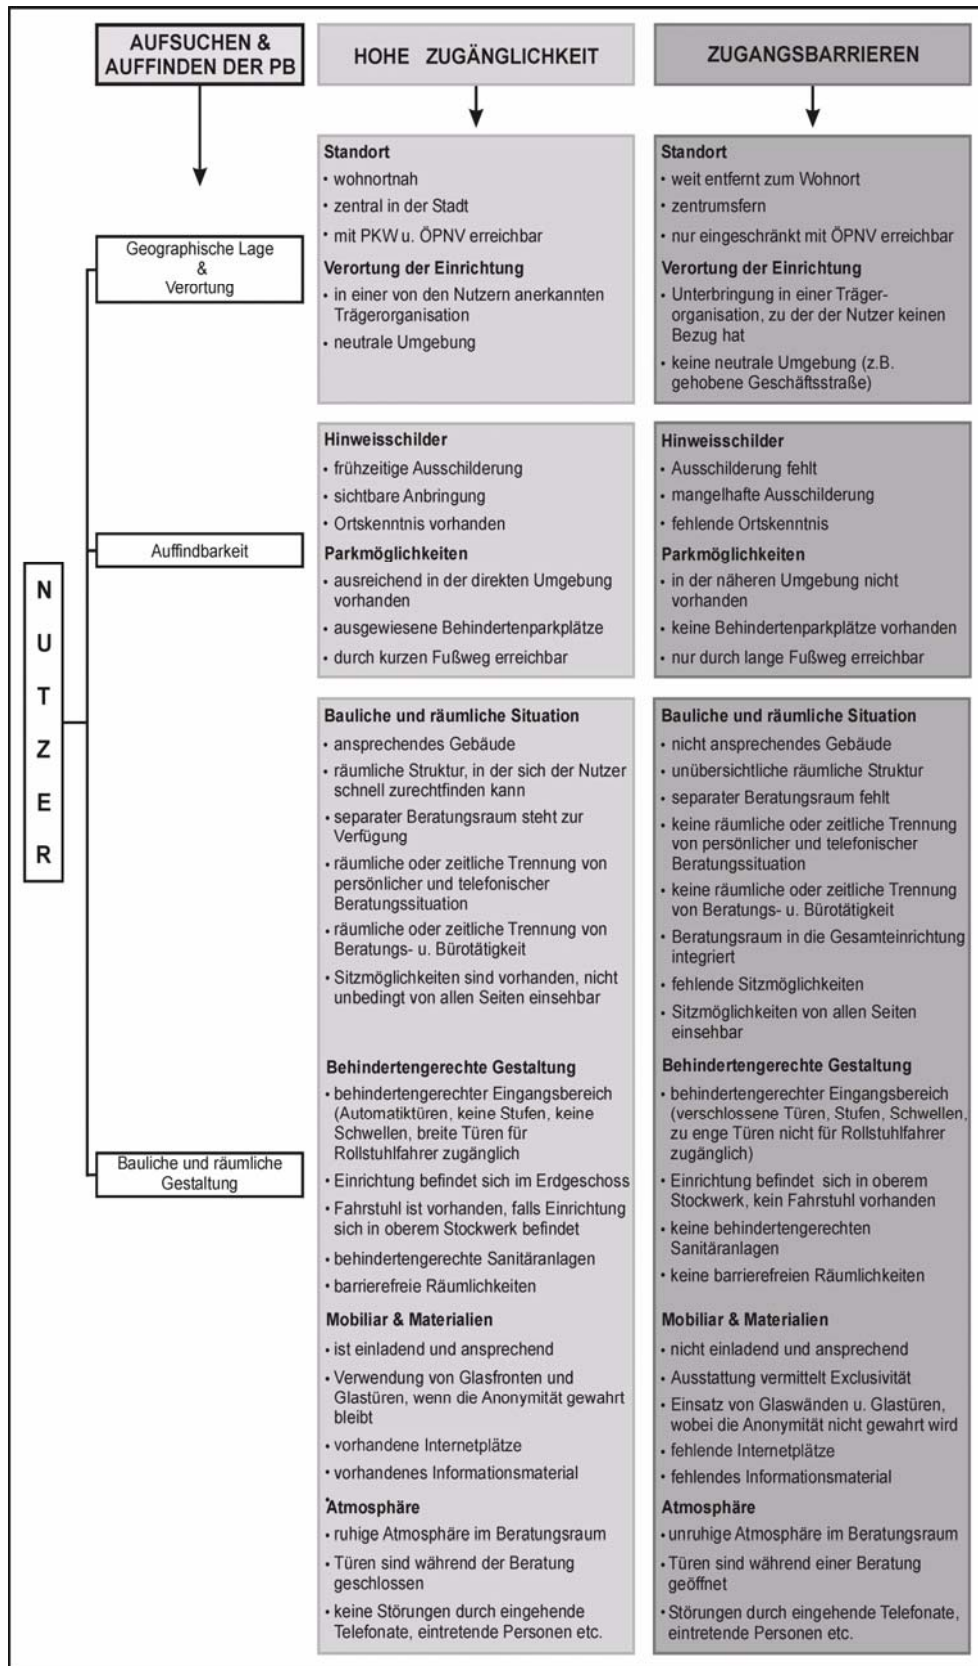 AUFSUCHEN &
AUFFINDEN DER PB
HOHE ZUGÄNGLICHKEIT
ZUGANGSBARRIEREN
NUTZER
Geographische Lage
&
Verortung
Standort
• wohnortnah
• zentral in der Stadt
• mit PKW u. ÖPNV erreichbar
Verortung der Einrichtung
• in einer von den Nutzern anerkannten
Trägerorganisation
• neutrale Umgebung
Standort
• weit entfernt zum Wohnort
• zentrumsfern
• nur eingeschränkt mit ÖPNV erreichbar
Verortung der Einrichtung
• Unterbringung in einer Träger-
organisation, zu der der Nutzer keinen
Bezug hat
• keine neutrale Umgebung (z.B.
gehobene Geschäftsstraße)
Auffindbarkeit
Hinweisschilder
• frühzeitige Ausschilderung
• sichtbare Anbringung
• Ortskenntnis vorhanden
Parkmöglichkeiten
• ausreichend in der direkten Umgebung
vorhanden
• ausgewiesene Behindertenparkplätze
• durch kurzen Fußweg erreichbar
Hinweisschilder
• Ausschilderung fehlt
• mangelhafte Ausschilderung
• fehlende Ortskenntnis
Parkmöglichkeiten
• in der näheren Umgebung nicht
vorhanden
• keine Behindertenparkplätze vorhanden
• nur durch lange Fußweg erreichbar
Bauliche und räumliche
Gestaltung
Bauliche und räumliche Situation
• ansprechendes Gebäude
• räumliche Struktur, in der sich der Nutzer
schnell zurechtfinden kann
• separater Beratungsraum steht zur
Verfügung
• räumliche oder zeitliche Trennung von
persönlicher und telefonischer
Beratungssituation
• räumliche oder zeitliche Trennung von
Beratungs- u. Bürotätigkeit
• Sitzmöglichkeiten sind vorhanden, nicht
unbedingt von allen Seiten einsehbar
Behindertengerechte Gestaltung
• behindertengerechter Eingangsbereich
(Automatiktüren, keine Stufen, keine
Schwellen, breite Türen für
Rollstuhlfahrer zugänglich
• Einrichtung befindet sich im Erdgeschoss
• Fahrstuhl ist vorhanden, falls Einrichtung
sich in oberem Stockwerk befindet
• behindertengerechte Sanitäranlagen
• barrierefreie Räumlichkeiten
Mobiliar & Materialien
• ist einladend und ansprechend
• Verwendung von Glasfronten und
Glastüren, wenn die Anonymität gewahrt
bleibt
• vorhandene Internetplätze
• vorhandenes Informationsmaterial
•
Atmosphäre
• ruhige Atmosphäre im Beratungsraum
• Türen sind während der Beratung
geschlossen
• keine Störungen durch eingehende
Telefonate, eintretende Personen etc.
Bauliche und räumliche Situation
• nicht ansprechendes Gebäude
• unübersichtliche räumliche Struktur
• separater Beratungsraum fehlt
• keine räumliche oder zeitliche Trennung
von persönlicher und telefonischer
Beratungssituation
• keine räumliche oder zeitliche Trennung
von Beratungs- u. Bürotätigkeit
• Beratungsraum in die Gesamteinrichtung
integriert
• fehlende Sitzmöglichkeiten
• Sitzmöglichkeiten von allen Seiten
einsehbar
Behindertengerechte Gestaltung
• behindertengerechter Eingangsbereich
(verschlossene Türen, Stufen, Schwellen,
zu enge Türen nicht für Rollstuhlfahrer
zugänglich)
• Einrichtung befindet sich in oberem
Stockwerk, kein Fahrstuhl vorhanden
• keine behindertengerechten
Sanitäranlagen
• keine barrierefreien Räumlichkeiten
Mobiliar & Materialien
• nicht einladend und ansprechend
• Ausstattung vermittelt Exclusivität
• Einsatz von Glaswänden u. Glastüren,
wobei die Anonymität nicht gewahrt wird
• fehlende Internetplätze
• fehlendes Informationsmaterial
Atmosphäre
• unruhige Atmosphäre im Beratungsraum
• Türen sind während einer Beratung
geöffnet
• Störungen durch eingehende Telefonate,
eintretende Personen etc.